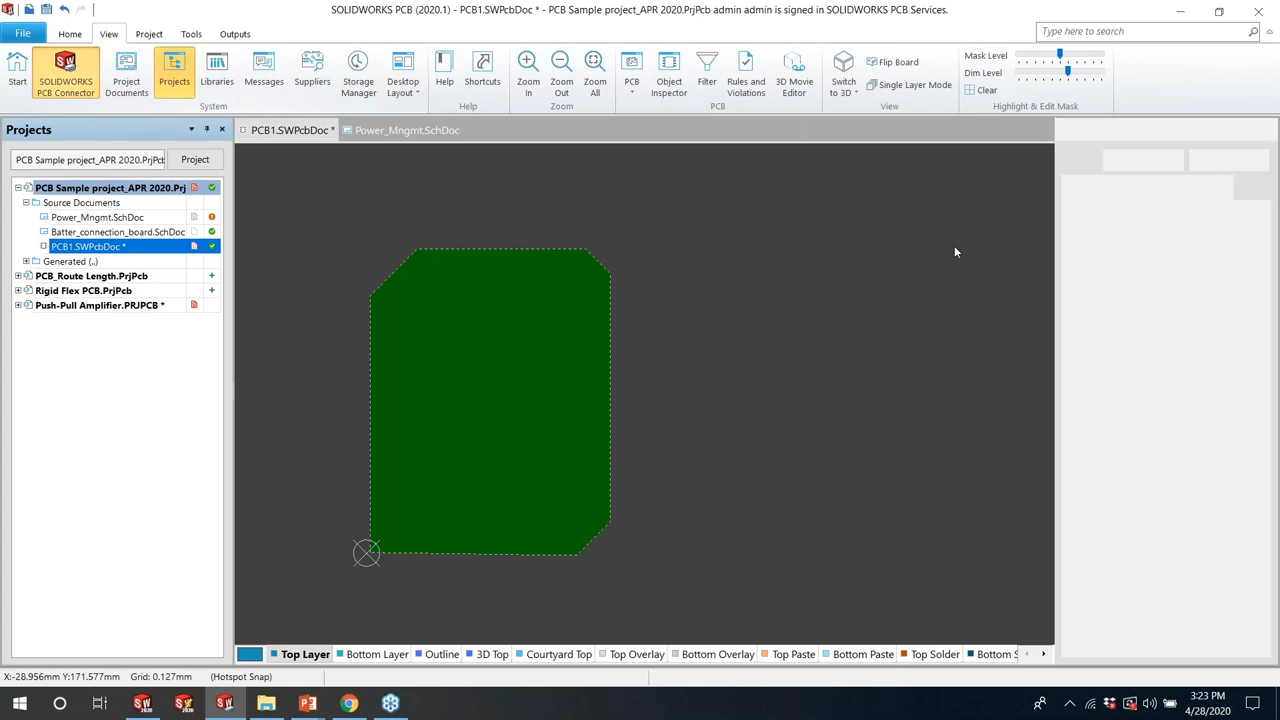 SOLIDWORKS PCB (2020.1) - PCB1.SWPcbDoc * - PCB Sample project_APR 2020.PrjPcb admin admin is signed in SOLIDWORKS PCB Services.
File Home View Project Tools Outputs
Type here to search
Start
SOLIDWORKS
PCB Connector
Project
Documents
Projects
Libraries
Messages
Suppliers
Storage
Manager
Desktop
Layout
System
Help
Shortcuts
Help
Zoom
In
Zoom
Out
Zoom
All
Zoom
PCB
Object
Inspector
Filter
Rules and
Violations
3D Movie
Editor
PCB
Switch
to 3D
Flip Board
Single Layer Mode
View
Mask Level
Dim Level
Clear
Highlight & Edit Mask
Projects
PCB Sample project_APR 2020.PrjPcb
Project
PCB Sample project_APR 2020.Prj
Source Documents
Power_Mngmt.SchDoc
Batter_connection_board.SchDoc
PCB1.SWPcbDoc *
Generated (..)
PCB_Route Length.PrjPcb
Rigid Flex PCB.PrjPcb
Push-Pull Amplifier.PRJPCB *
PCB1.SWPcbDoc *
Power_Mngmt.SchDoc
Top Layer Bottom Layer Outline 3D Top Courtyard Top Top Overlay Bottom Overlay Top Paste Bottom Paste Top Solder Bottom S
X:-28.956mm Y:171.577mm Grid: 0.127mm (Hotspot Snap)
3:23 PM
4/28/2020